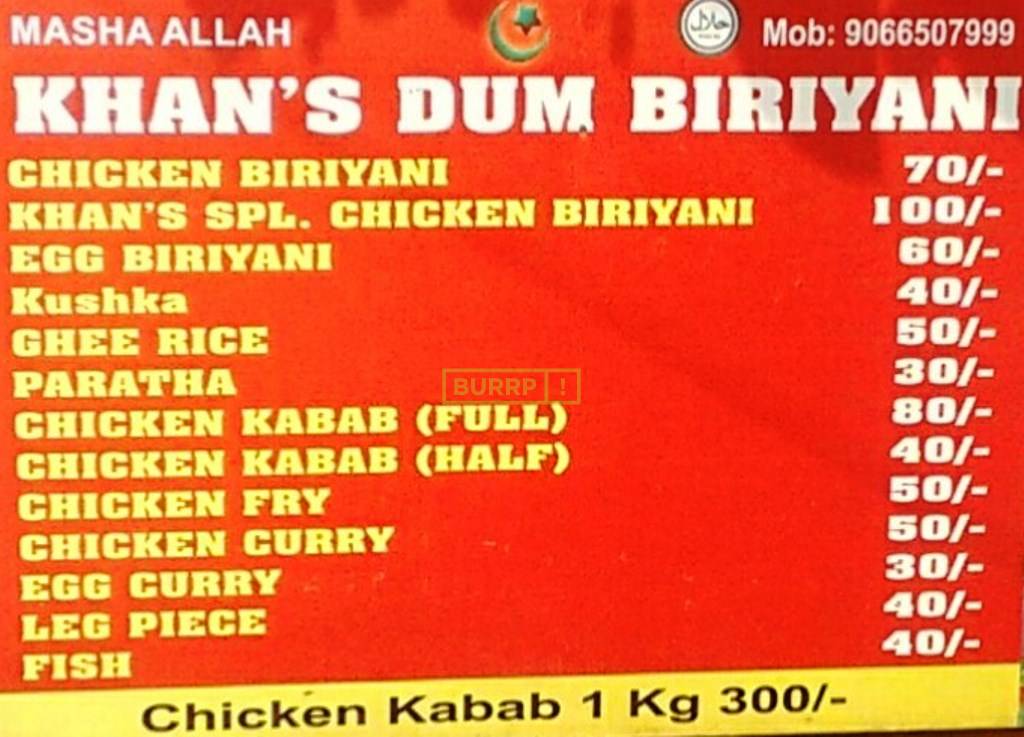 MASHA ALLAH
حلال
Mob: 9066507999
KHAN'S DUM BIRIYANI
CHICKEN BIRIYANI 70/-
KHAN'S SPL. CHICKEN BIRIYANI 100/-
EGG BIRIYANI 60/-
Kushka 40/-
GHEE RICE 50/-
PARATHA 30/-
BURRP!
CHICKEN KABAB (FULL) 80/-
CHICKEN KABAB (HALF) 40/-
CHICKEN FRY 50/-
CHICKEN CURRY 50/-
EGG CURRY 30/-
LEG PIECE 40/-
FISH 40/-
Chicken Kabab 1 Kg 300/-